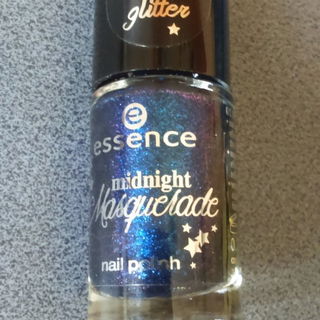 glitter
essence
midnight
Masquerade
nail polish